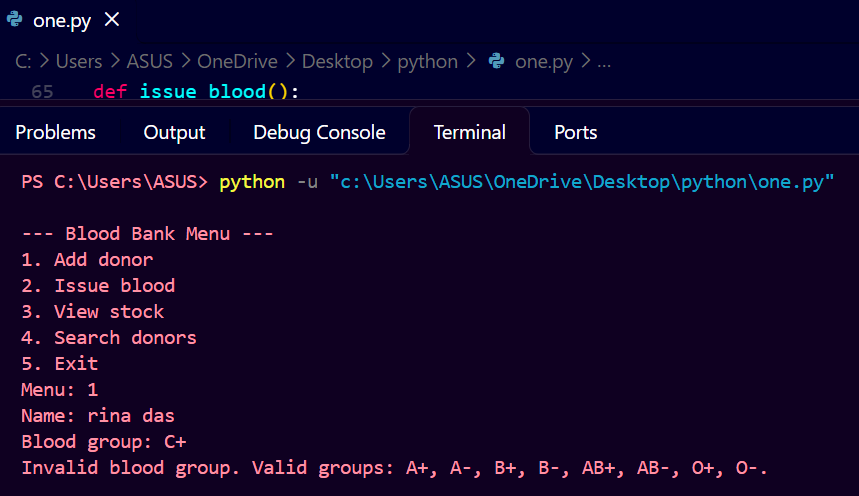 one.py
C: > Users > ASUS > OneDrive > Desktop > python > one.py > ...
65 def issue_blood():
Problems Output Debug Console Terminal Ports
PS C:\Users\ASUS> python -u "c:\Users\ASUS\OneDrive\Desktop\python\one.py"
--- Blood Bank Menu ---
1. Add donor
2. Issue blood
3. View stock
4. Search donors
5. Exit
Menu: 1
Name: rina das
Blood group: C+
Invalid blood group. Valid groups: A+, A-, B+, B-, AB+, AB-, O+, O-.